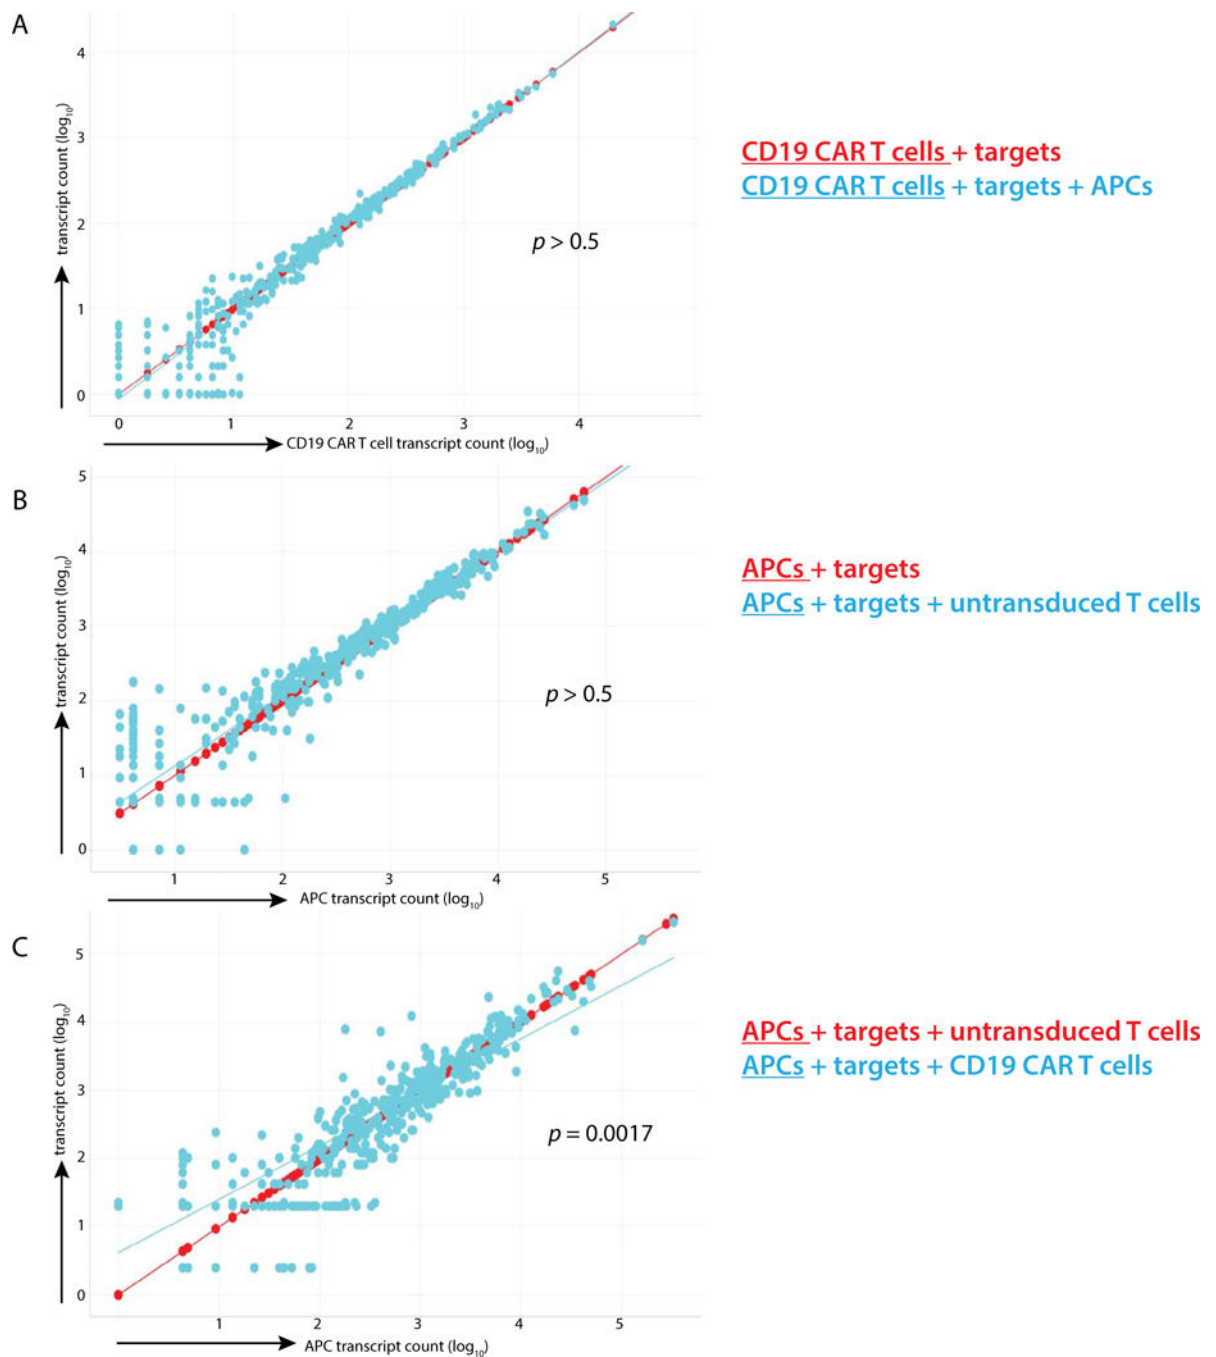 A
4
3
2
1
0
transcript count (log10)
0 1 2 3 4
CD19 CAR T cell transcript count (log10)
p > 0.5
CD19 CAR T cells + targets
CD19 CAR T cells + targets + APCs
B
5
4
3
2
1
0
transcript count (log10)
1 2 3 4 5
APC transcript count (log10)
p > 0.5
APCs + targets
APCs + targets + untransduced T cells
C
5
4
3
2
1
0
transcript count (log10)
1 2 3 4 5
APC transcript count (log10)
p = 0.0017
APCs + targets + untransduced T cells
APCs + targets + CD19 CAR T cells